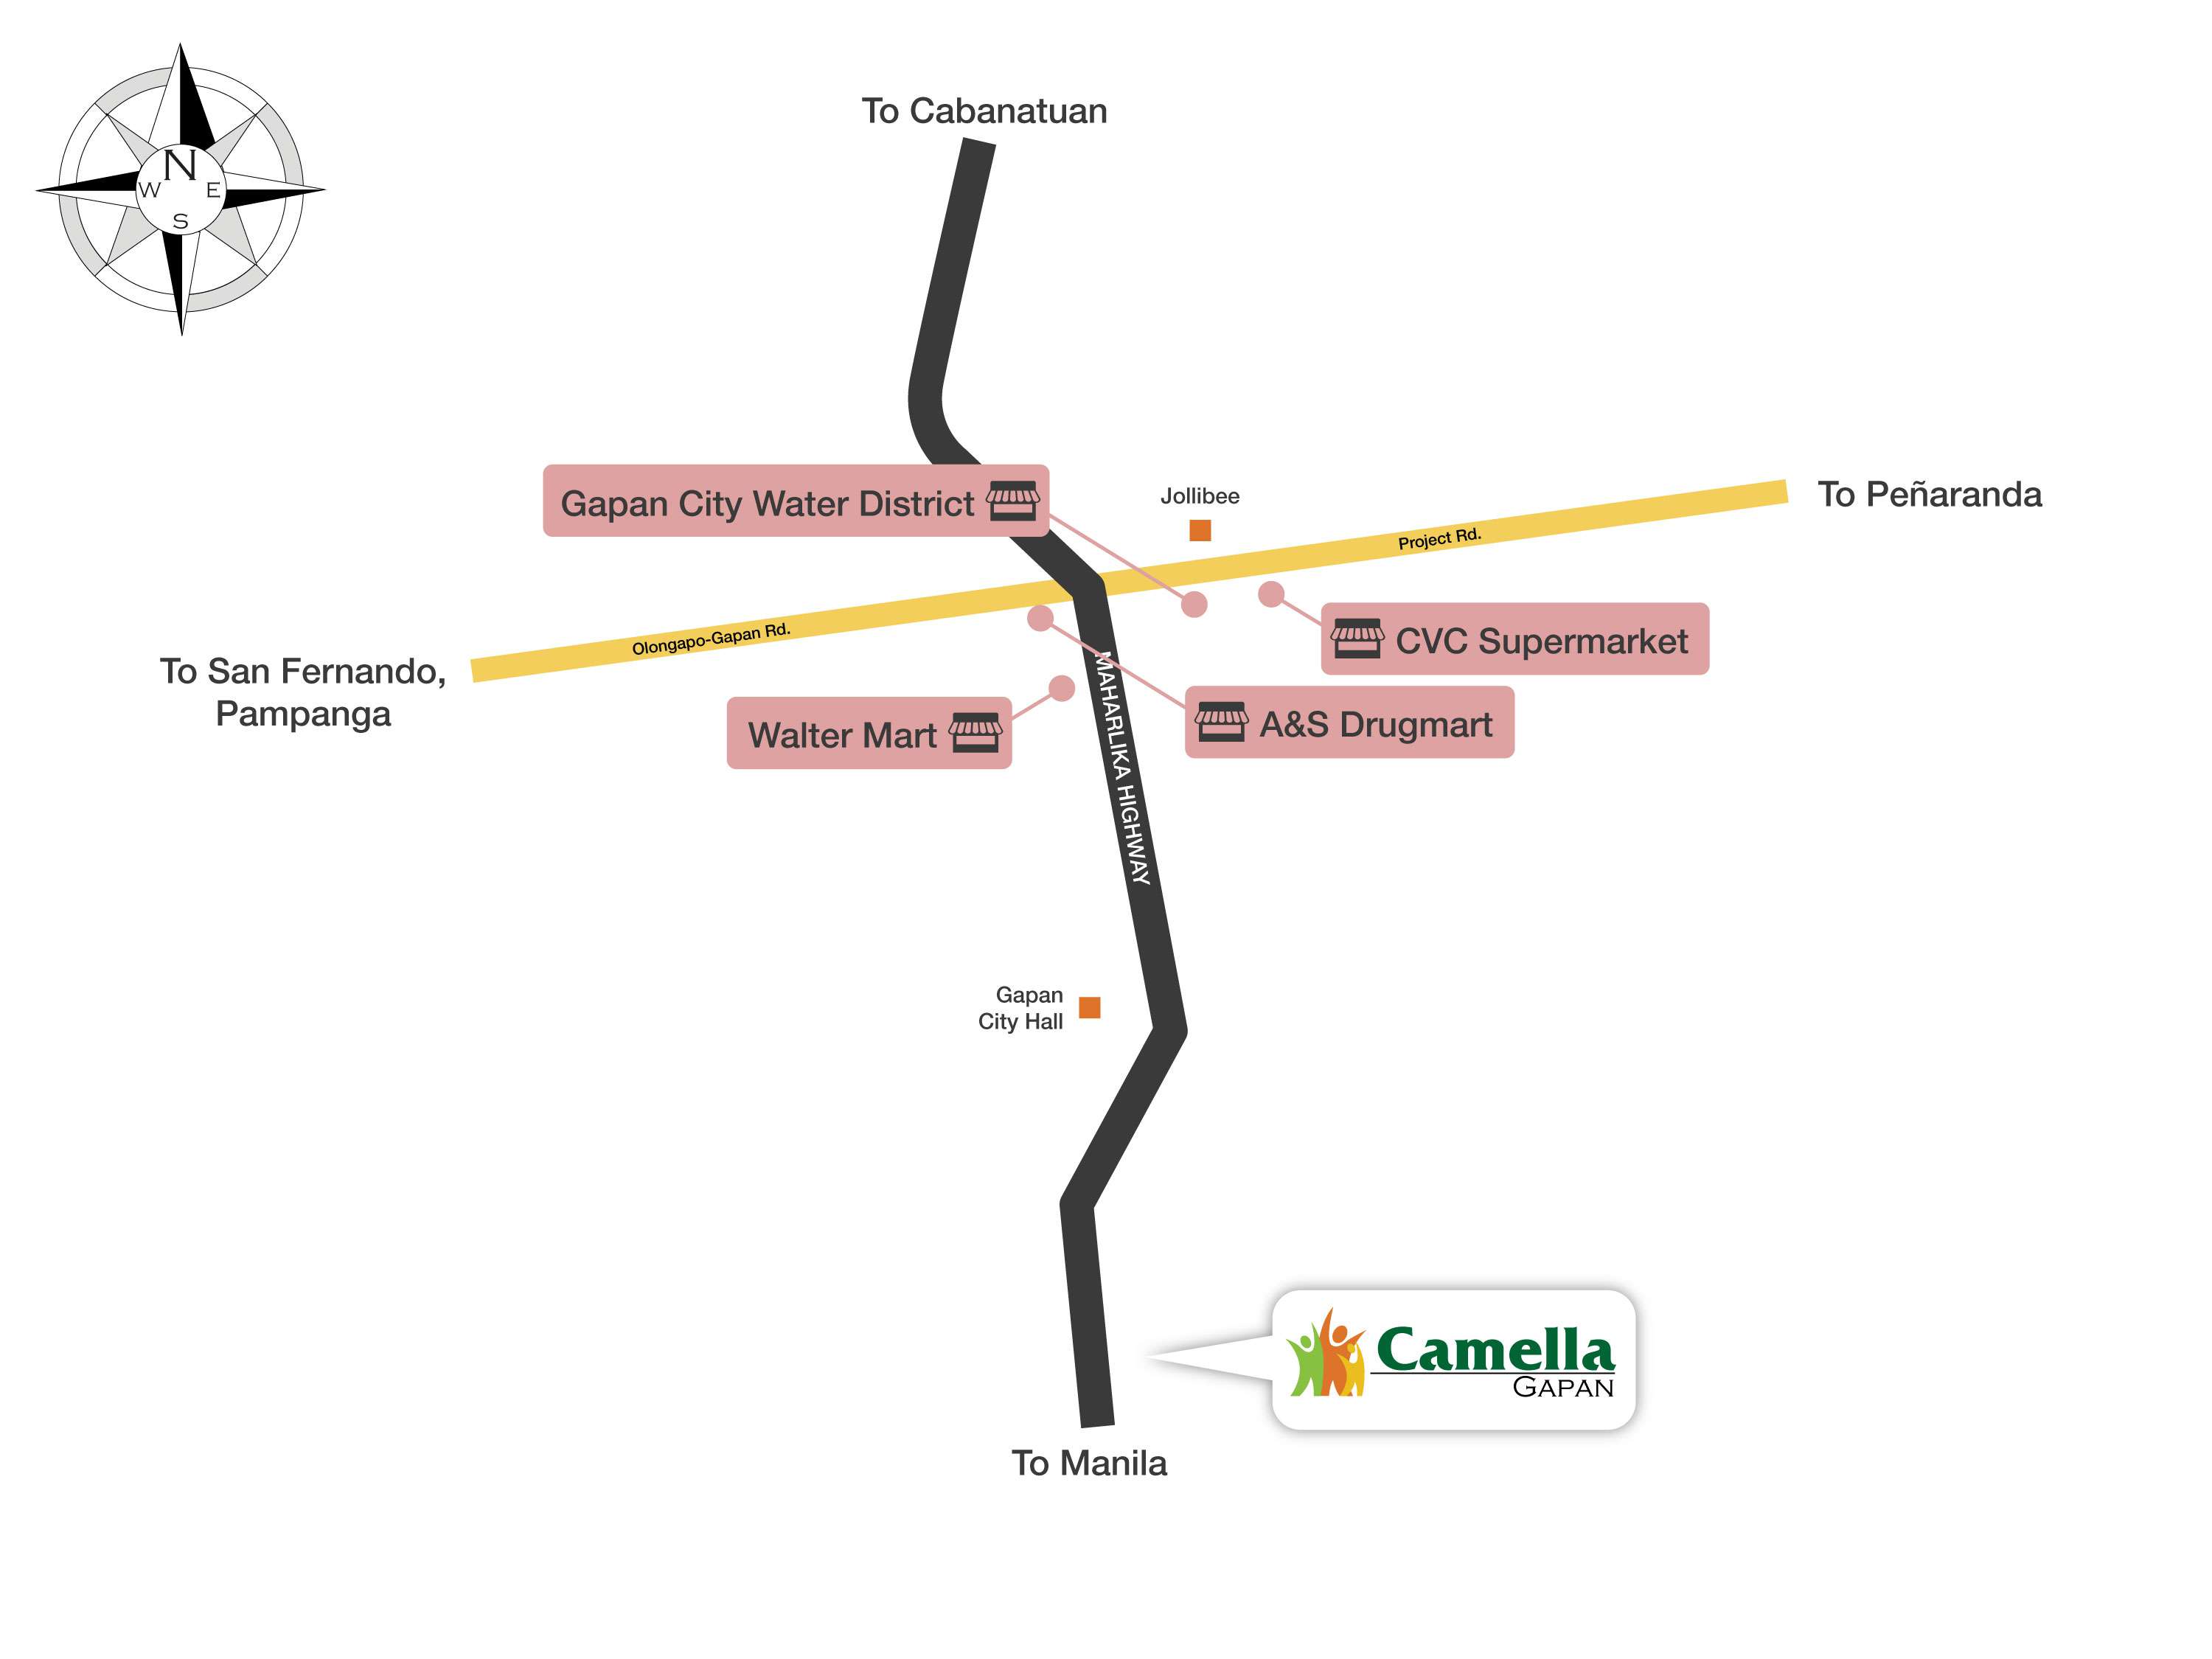 N
W E
S
To Cabanatuan
Gapan City Water District
Jollibee
To Peñaranda
Project Rd.
Olongapo-Gapan Rd.
To San Fernando,
Pampanga
CVC Supermarket
Walter Mart
A&S Drugmart
MAHARLIKA HIGHWAY
Gapan
City Hall
Camella
GAPAN
To Manila